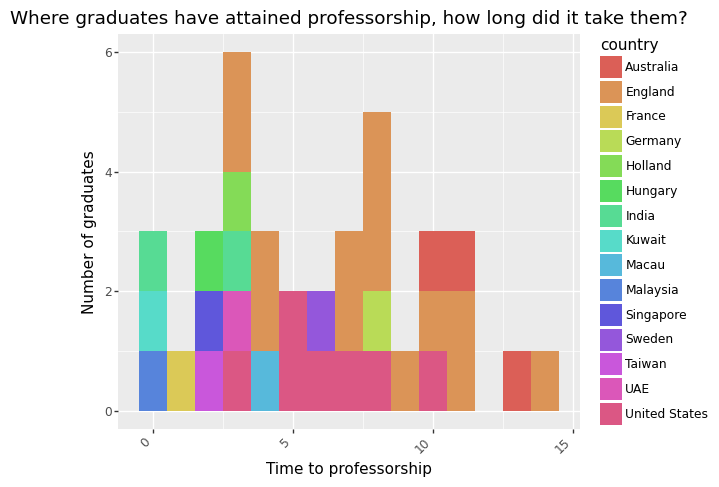 Where graduates have attained professorship, how long did it take them?
country
Australia
England
France
Germany
Holland
Hungary
India
Kuwait
Macau
Malaysia
Singapore
Sweden
Taiwan
UAE
United States
6
4
2
0
Number of graduates
0
5
10
15
Time to professorship